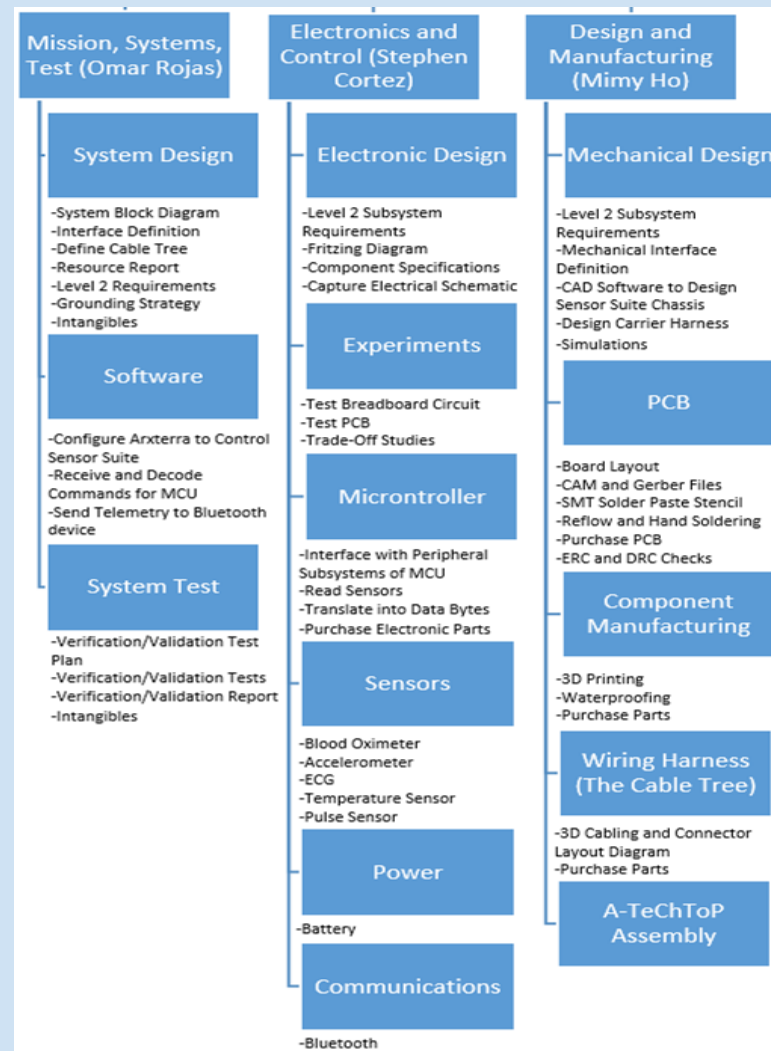 Mission, Systems,
Test (Omar Rojas)
System Design
-System Block Diagram
-Interface Definition
-Define Cable Tree
-Resource Report
-Level 2 Requirements
-Grounding Strategy
-Intangibles
Software
-Configure Arxterra to Control
Sensor Suite
-Receive and Decode
Commands for MCU
-Send Telemetry to Bluetooth
device
System Test
-Verification/Validation Test
Plan
-Verification/Validation Tests
-Verification/Validation Report
-Intangibles
Electronics and
Control (Stephen
Cortez)
Electronic Design
-Level 2 Subsystem
Requirements
-Fritzing Diagram
-Component Specifications
-Capture Electrical Schematic
Experiments
-Test Breadboard Circuit
-Test PCB
-Trade-Off Studies
Microntroller
-Interface with Peripheral
Subsystems of MCU
-Read Sensors
-Translate into Data Bytes
-Purchase Electronic Parts
Sensors
-Blood Oximeter
-Accelerometer
-ECG
-Temperature Sensor
-Pulse Sensor
Power
-Battery
Communications
-Bluetooth
Design and
Manufacturing
(Mimy Ho)
Mechanical Design
-Level 2 Subsystem
Requirements
-Mechanical Interface
Definition
-CAD Software to Design
Sensor Suite Chassis
-Design Carrier Harness
-Simulations
PCB
-Board Layout
-CAM and Gerber Files
-SMT Solder Paste Stencil
-Reflow and Hand Soldering
-Purchase PCB
-ERC and DRC Checks
Component
Manufacturing
-3D Printing
-Waterproofing
-Purchase Parts
Wiring Harness
(The Cable Tree)
-3D Cabling and Connector
Layout Diagram
-Purchase Parts
A-TeChToP
Assembly